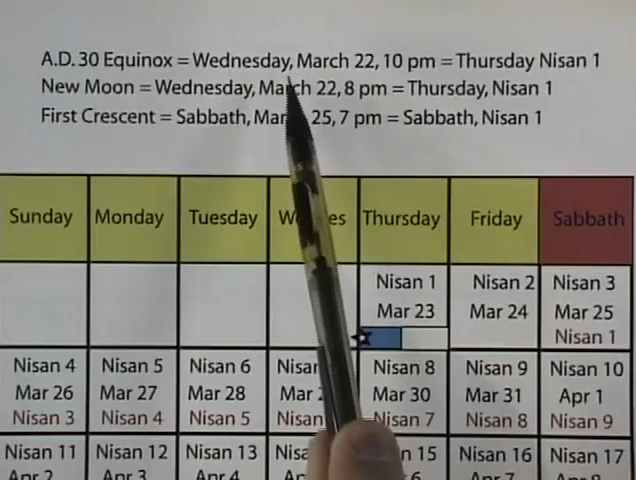 A.D. 30 Equinox = Wednesday, March 22, 10 pm = Thursday Nisan 1
New Moon = Wednesday, March 22, 8 pm = Thursday, Nisan 1
First Crescent = Sabbath, Mar 25, 7 pm = Sabbath, Nisan 1
Sunday Monday Tuesday W es Thursday Friday Sabbath
Nisan 1 Nisan 2 Nisan 3
Mar 23 Mar 24 Mar 25
Nisan 1
Nisan 4 Nisan 5 Nisan 6 Nisan Nisan 8 Nisan 9 Nisan 10
Mar 26 Mar 27 Mar 28 Mar Mar 30 Mar 31 Apr 1
Nisan 3 Nisan 4 Nisan 5 Nisan Nisan 7 Nisan 8 Nisan 9
Nisan 11 Nisan 12 Nisan 13 Nisa n 15 Nisan 16 Nisan 17
Apr 2 Apr 3 Apr 4 Ap 6 Apr 7 Apr 8